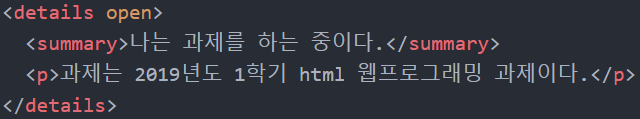 <details open>
<summary>나는 과제를 하는 중이다.</summary>
<p>과제는 2019년도 1학기 html 웹프로그래밍 과제이다.</p>
</details>